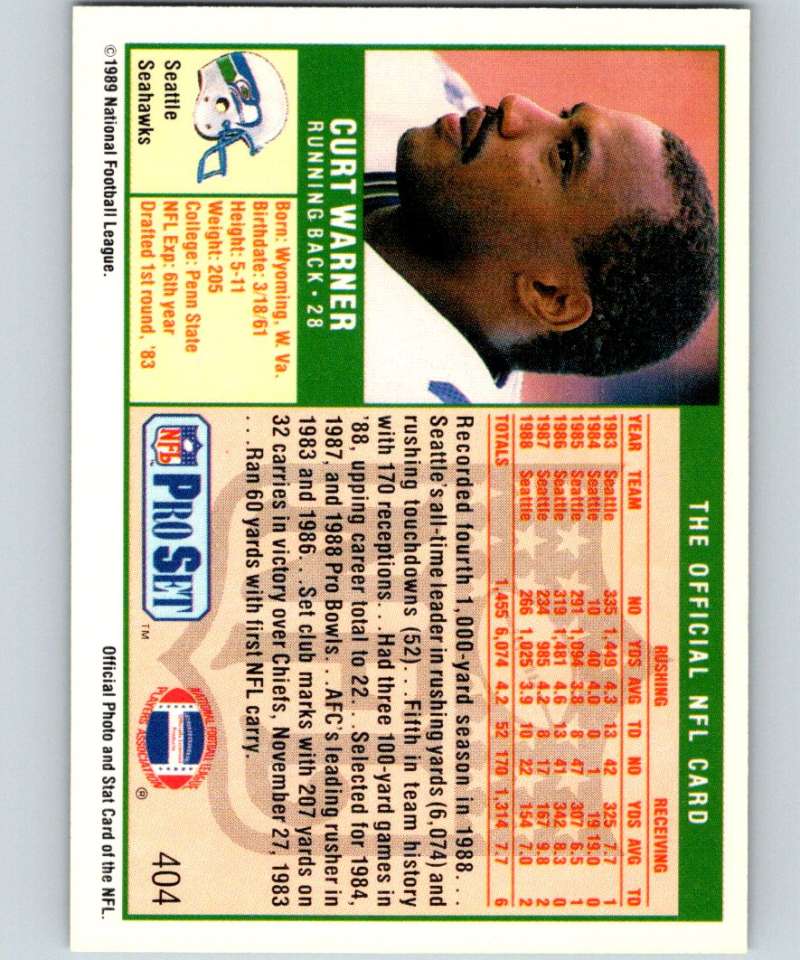 THE OFFICIAL NFL CARD
CURT WARNER
RUNNING BACK • 28
Seattle
Seahawks
Born: Wyoming, W. Va.
Birthdate: 3/18/61
Height: 5-11
Weight: 205
College: Penn State
NFL Exp: 6th year
Drafted 1st round, '83
RUSHING RECEIVING
YEAR TEAM NO YDS AVG TD NO YDS AVG TD
1983 Seattle 335 1,449 4.3 13 42 325 7.7 1
1984 Seattle 10 40 4.0 0 1 19 19.0 0
1985 Seattle 291 1,094 3.8 8 47 307 6.5 1
1986 Seattle 319 1,481 4.6 13 41 342 8.3 0
1987 Seattle 234 985 4.2 8 17 167 9.8 2
1988 Seattle 266 1,025 3.9 10 22 154 7.0 2
TOTALS 1,455 6,074 4.2 52 170 1,314 7.7 6
Recorded fourth 1,000-yard season in 1988...
Seattle's all-time leader in rushing yards (6,074) and
rushing touchdowns (52)...Fifth in team history
with 170 receptions...Had three 100-yard games in
'88, upping career total to 22...Selected for 1984,
1987, and 1988 Pro Bowls...AFC's leading rusher in
1983 and 1986...Set club marks with 207 yards on
32 carries in victory over Chiefs, November 27, 1983
...Ran 60 yards with first NFL carry.
NFL PRO SET ™
NATIONAL FOOTBALL LEAGUE
PLAYERS ASSOCIATION ®
404
©1989 National Football League.
Official Photo and Stat Card of the NFL.